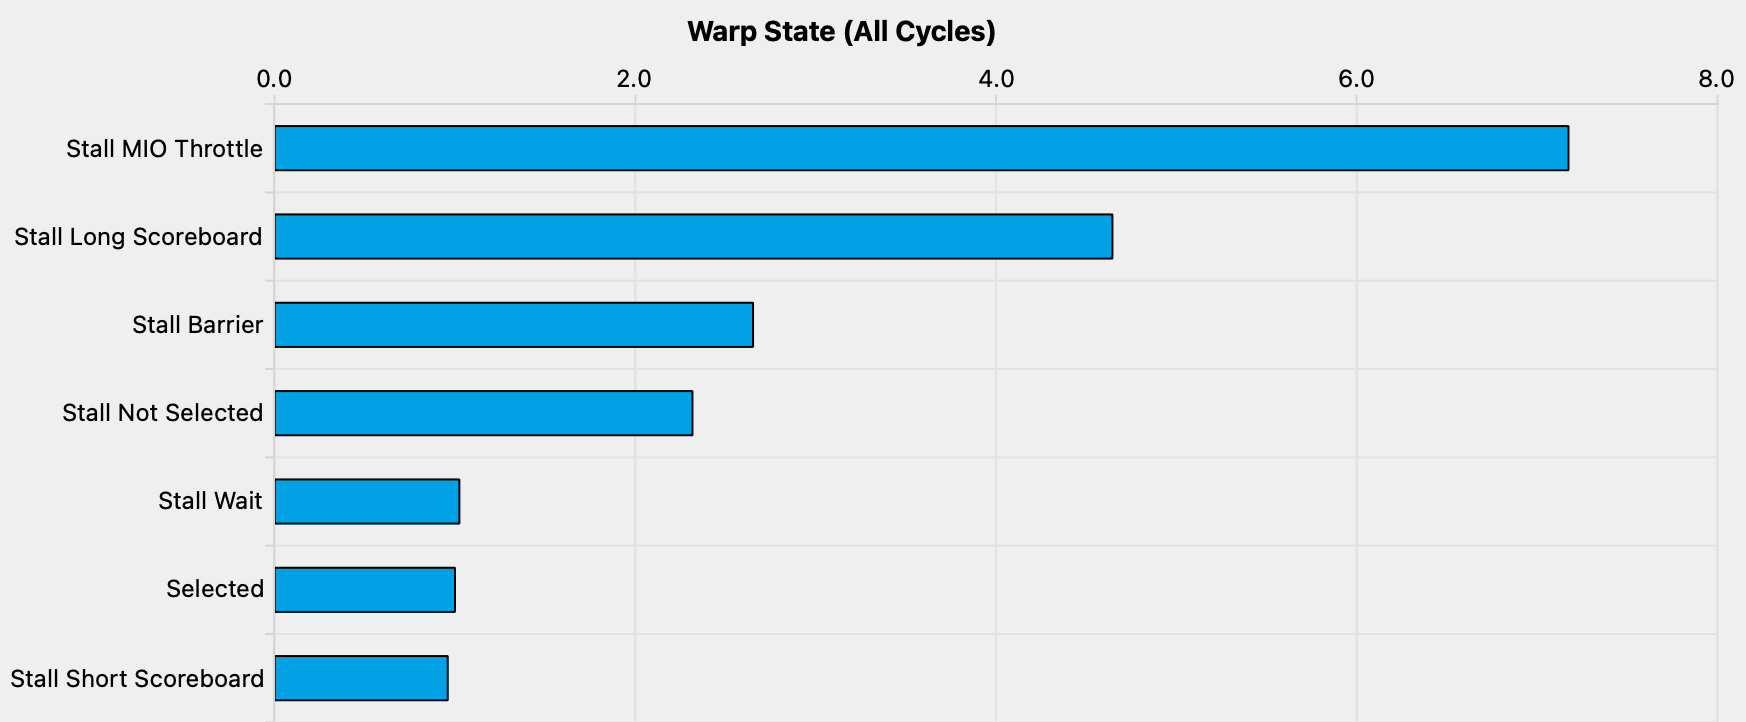 Warp State (All Cycles)
0.0 2.0 4.0 6.0 8.0
Stall MIO Throttle
Stall Long Scoreboard
Stall Barrier
Stall Not Selected
Stall Wait
Selected
Stall Short Scoreboard